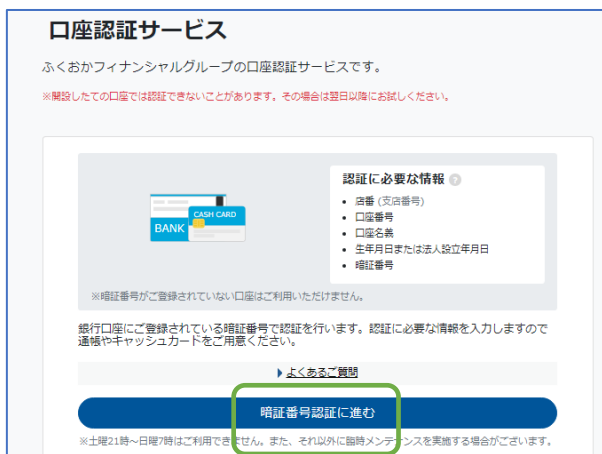 口座認証サービス
ふくおかフィナンシャルグループの口座認証サービスです。
※開設したての口座では認証できないことがあります。その場合は翌日以降にお試しください。
認証に必要な情報 ?
• 店番 (支店番号)
• 口座番号
• 口座名義
• 生年月日または法人設立年月日
• 暗証番号
BANK
CASH CARD
※暗証番号がご登録されていない口座はご利用いただけません。
銀行口座にご登録されている暗証番号で認証を行います。認証に必要な情報を入力しますので
通帳やキャッシュカードをご用意ください。
よくあるご質問
暗証番号認証に進む
※土曜21時～日曜7時はご利用できません。また、それ以外に臨時メンテナンスを実施する場合がございます。